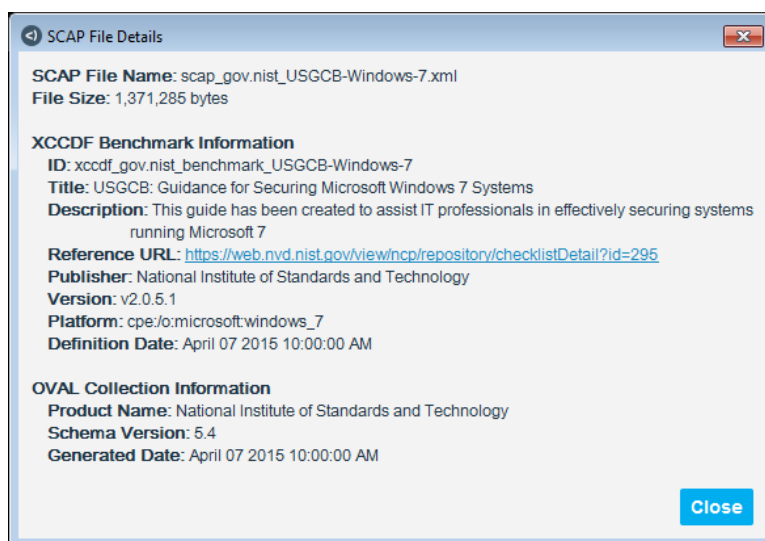 SCAP File Details
SCAP File Name: scap_gov.nist_USGCB-Windows-7.xml
File Size: 1,371,285 bytes
XCCDF Benchmark Information
ID: xccdf_gov.nist_benchmark_USGCB-Windows-7
Title: USGCB: Guidance for Securing Microsoft Windows 7 Systems
Description: This guide has been created to assist IT professionals in effectively securing systems
running Microsoft 7
Reference URL: https://web.nvd.nist.gov/view/ncp/repository/checklistDetail?id=295
Publisher: National Institute of Standards and Technology
Version: v2.0.5.1
Platform: cpe:/o:microsoft:windows_7
Definition Date: April 07 2015 10:00:00 AM
OVAL Collection Information
Product Name: National Institute of Standards and Technology
Schema Version: 5.4
Generated Date: April 07 2015 10:00:00 AM
Close